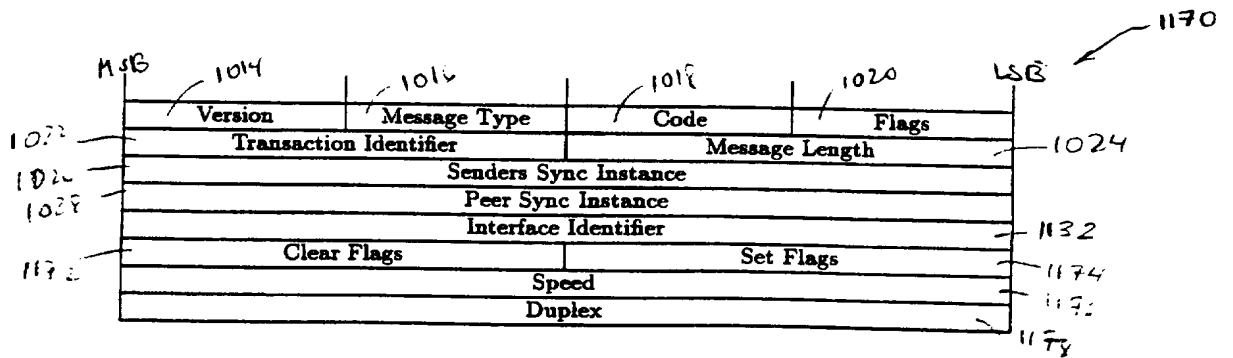 1170
MSB 1014 1016 1018 1020 LSB
Version Message Type Code Flags
1022 Transaction Identifier Message Length 1024
Senders Sync Instance
1028 Peer Sync Instance
Interface Identifier 1132
Clear Flags Set Flags 1174
Speed
Duplex
1178